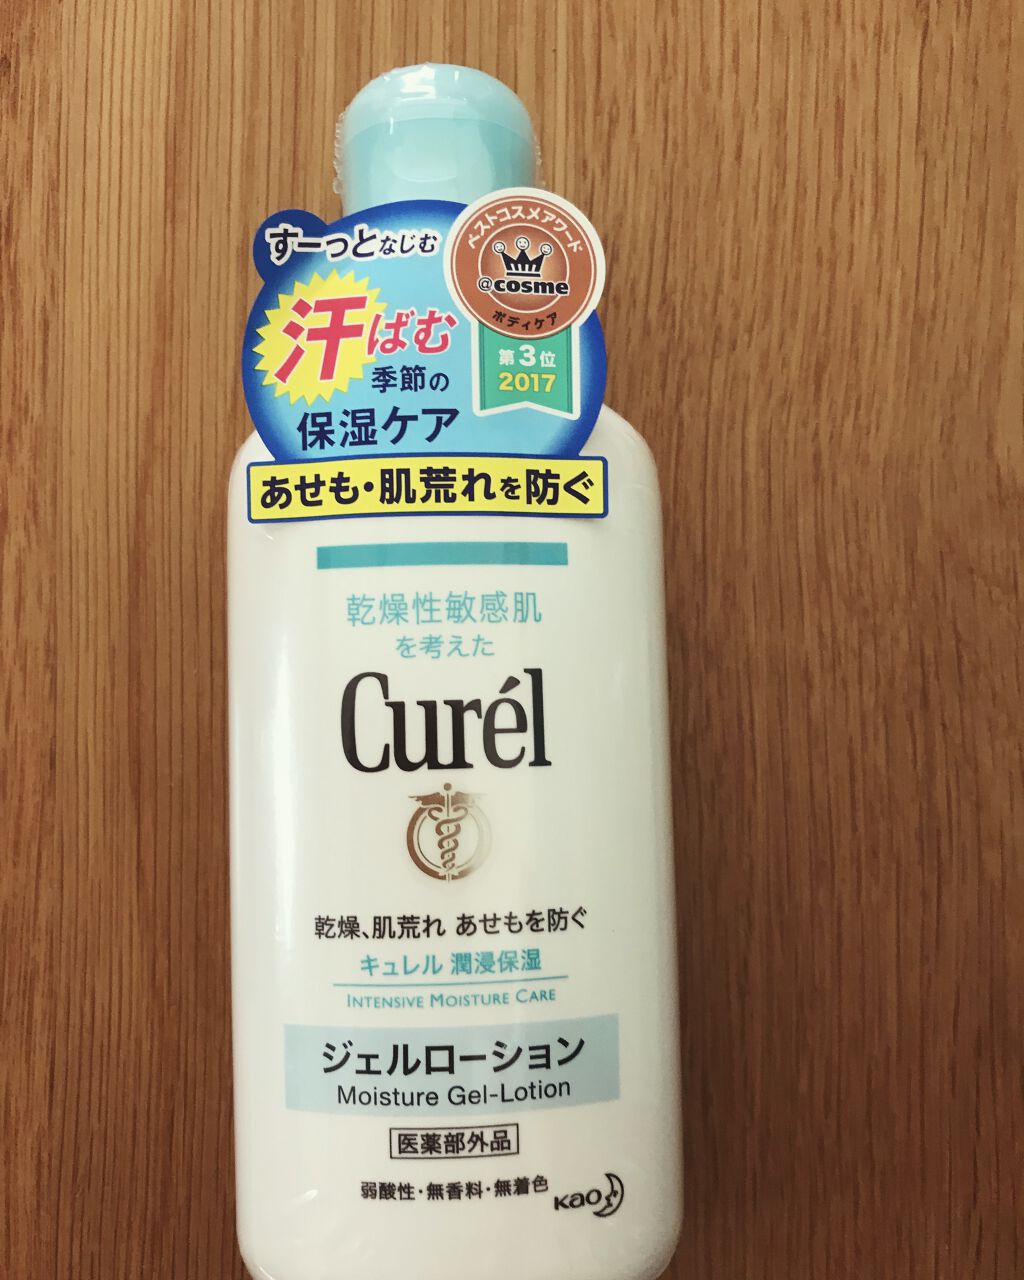 すーっとなじむ
汗ばむ
季節の
保湿ケア
あせも・肌荒れを防ぐ
ベストコスメアワード
@cosme
ボディケア
第3位
2017
乾燥性敏感肌
を考えた
Curél
乾燥、肌荒れ あせもを防ぐ
キュレル 潤浸保湿
INTENSIVE MOISTURE CARE
ジェルローション
Moisture Gel-Lotion
医薬部外品
弱酸性・無香料・無着色
Kao